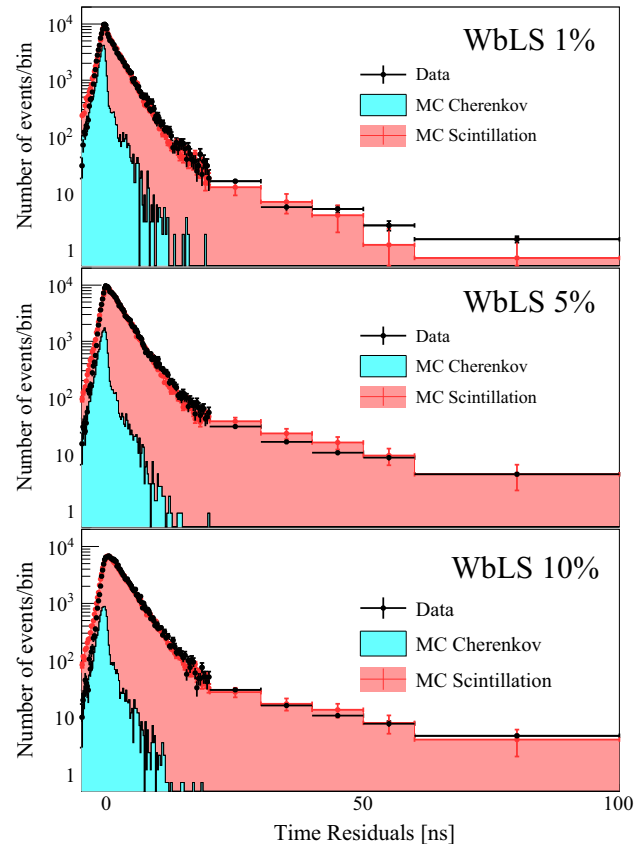 WbLS 1%
Number of events/bin
10⁴
10³
10²
10
1
Data
MC Cherenkov
MC Scintillation
WbLS 5%
Number of events/bin
10⁴
10³
10²
10
1
Data
MC Cherenkov
MC Scintillation
WbLS 10%
Number of events/bin
10⁴
10³
10²
10
1
Data
MC Cherenkov
MC Scintillation
0 50 100
Time Residuals [ns]